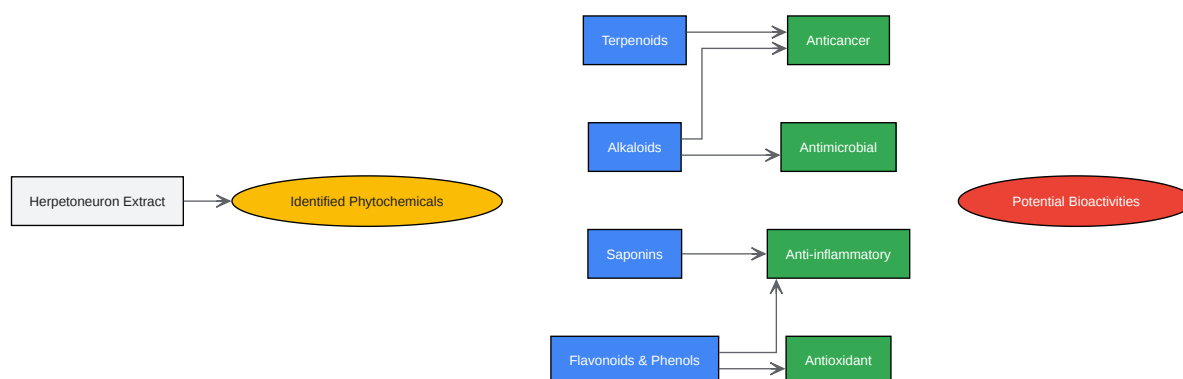 Terpenoids
Anticancer
Alkaloids
Antimicrobial
Herpetoneuron Extract
Identified Phytochemicals
Potential Bioactivities
Saponins
Anti-inflammatory
Flavonoids & Phenols
Antioxidant